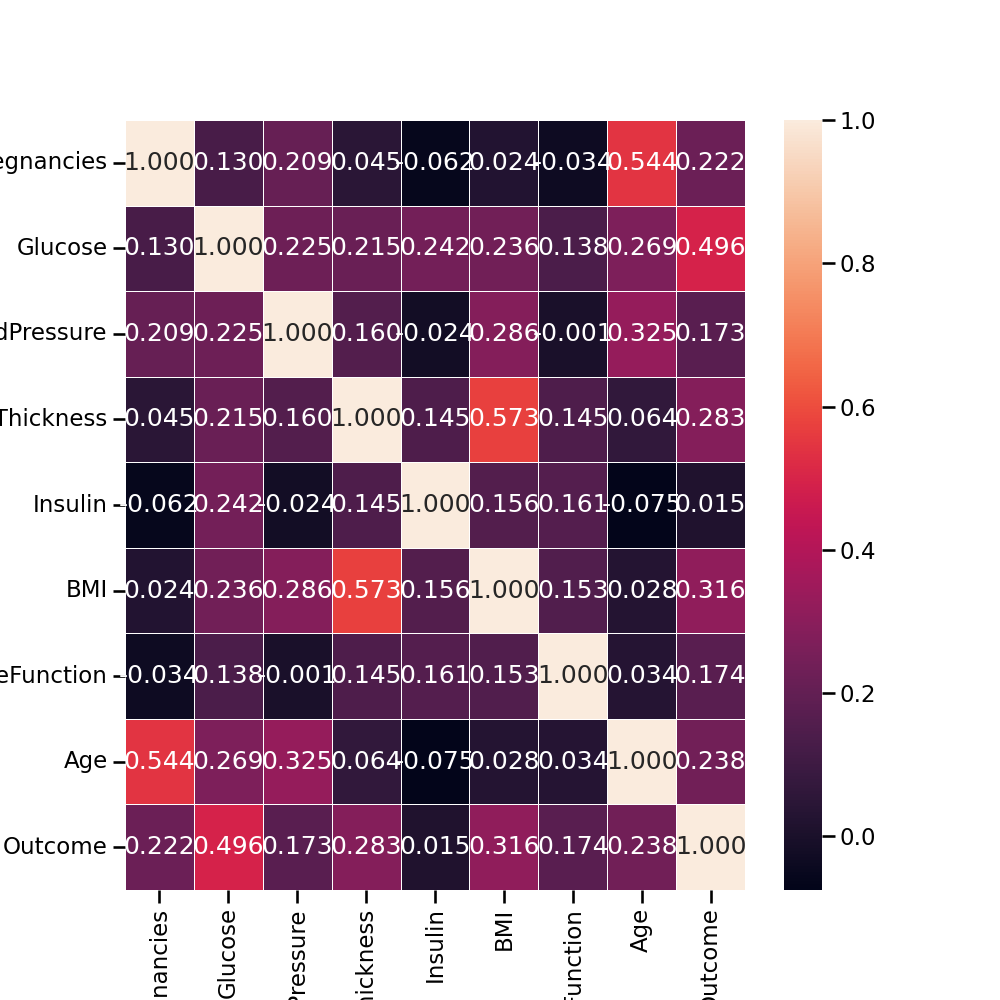 1.0
egnancies 1.000 0.130 0.209 0.045 -0.062 0.024 -0.034 0.544 0.222
Glucose 0.130 1.000 0.225 0.215 0.242 0.236 0.138 0.269 0.496
0.8
dPressure 0.209 0.225 1.000 0.160 -0.024 0.286 -0.001 0.325 0.173
Thickness 0.045 0.215 0.160 1.000 0.145 0.573 0.145 0.064 0.283
0.6
Insulin -0.062 0.242 -0.024 0.145 1.000 0.156 0.161 -0.075 0.015
0.4
BMI 0.024 0.236 0.286 0.573 0.156 1.000 0.153 0.028 0.316
eFunction -0.034 0.138 -0.001 0.145 0.161 0.153 1.000 0.034 0.174
0.2
Age 0.544 0.269 0.325 0.064 -0.075 0.028 0.034 1.000 0.238
0.0
Outcome 0.222 0.496 0.173 0.283 0.015 0.316 0.174 0.238 1.000
nancies
Glucose
Pressure
hickness
Insulin
BMI
Function
Age
Outcome